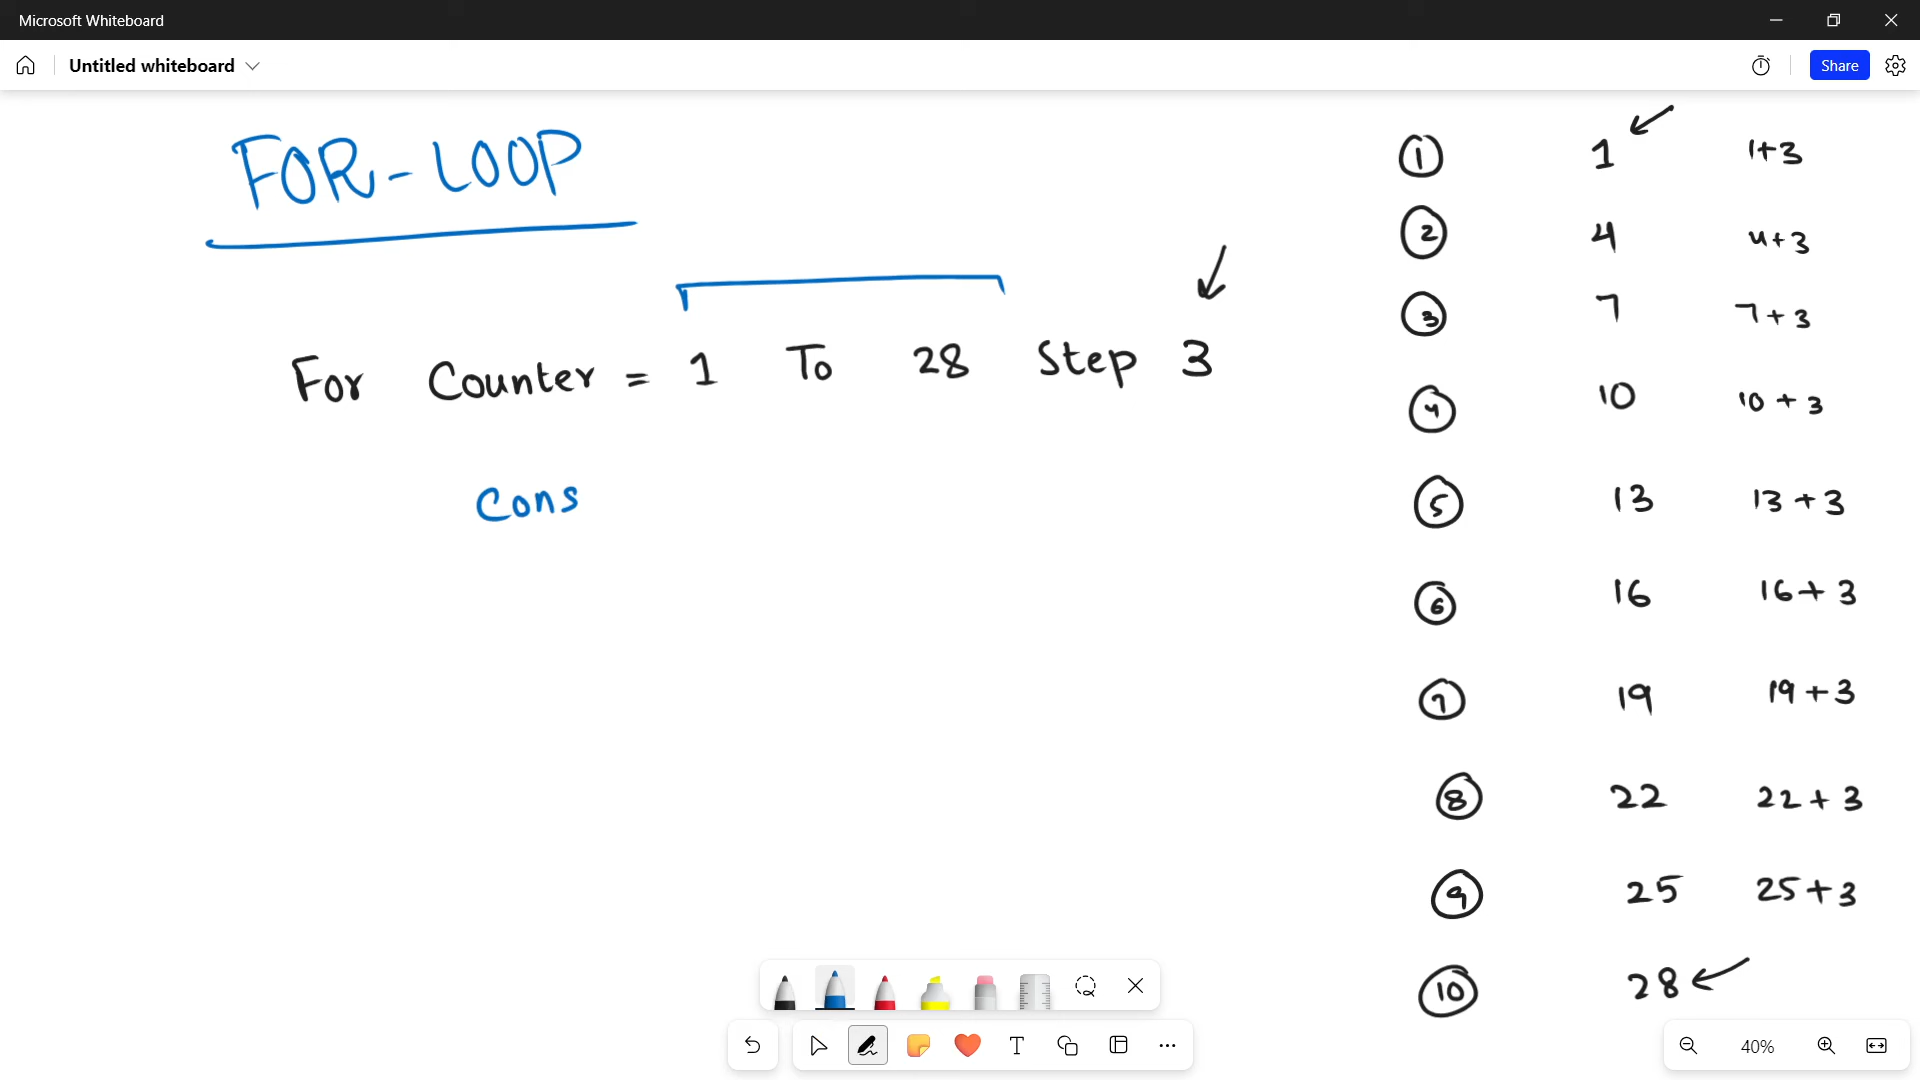 Microsoft Whiteboard
Untitled whiteboard
Share
FOR - LOOP
For Counter = 1 To 28 Step 3
Cons
1 1 1+3
2 4 4+3
3 7 7+3
4 10 10+3
5 13 13+3
6 16 16+3
7 19 19+3
8 22 22+3
9 25 25+3
10 28
40%